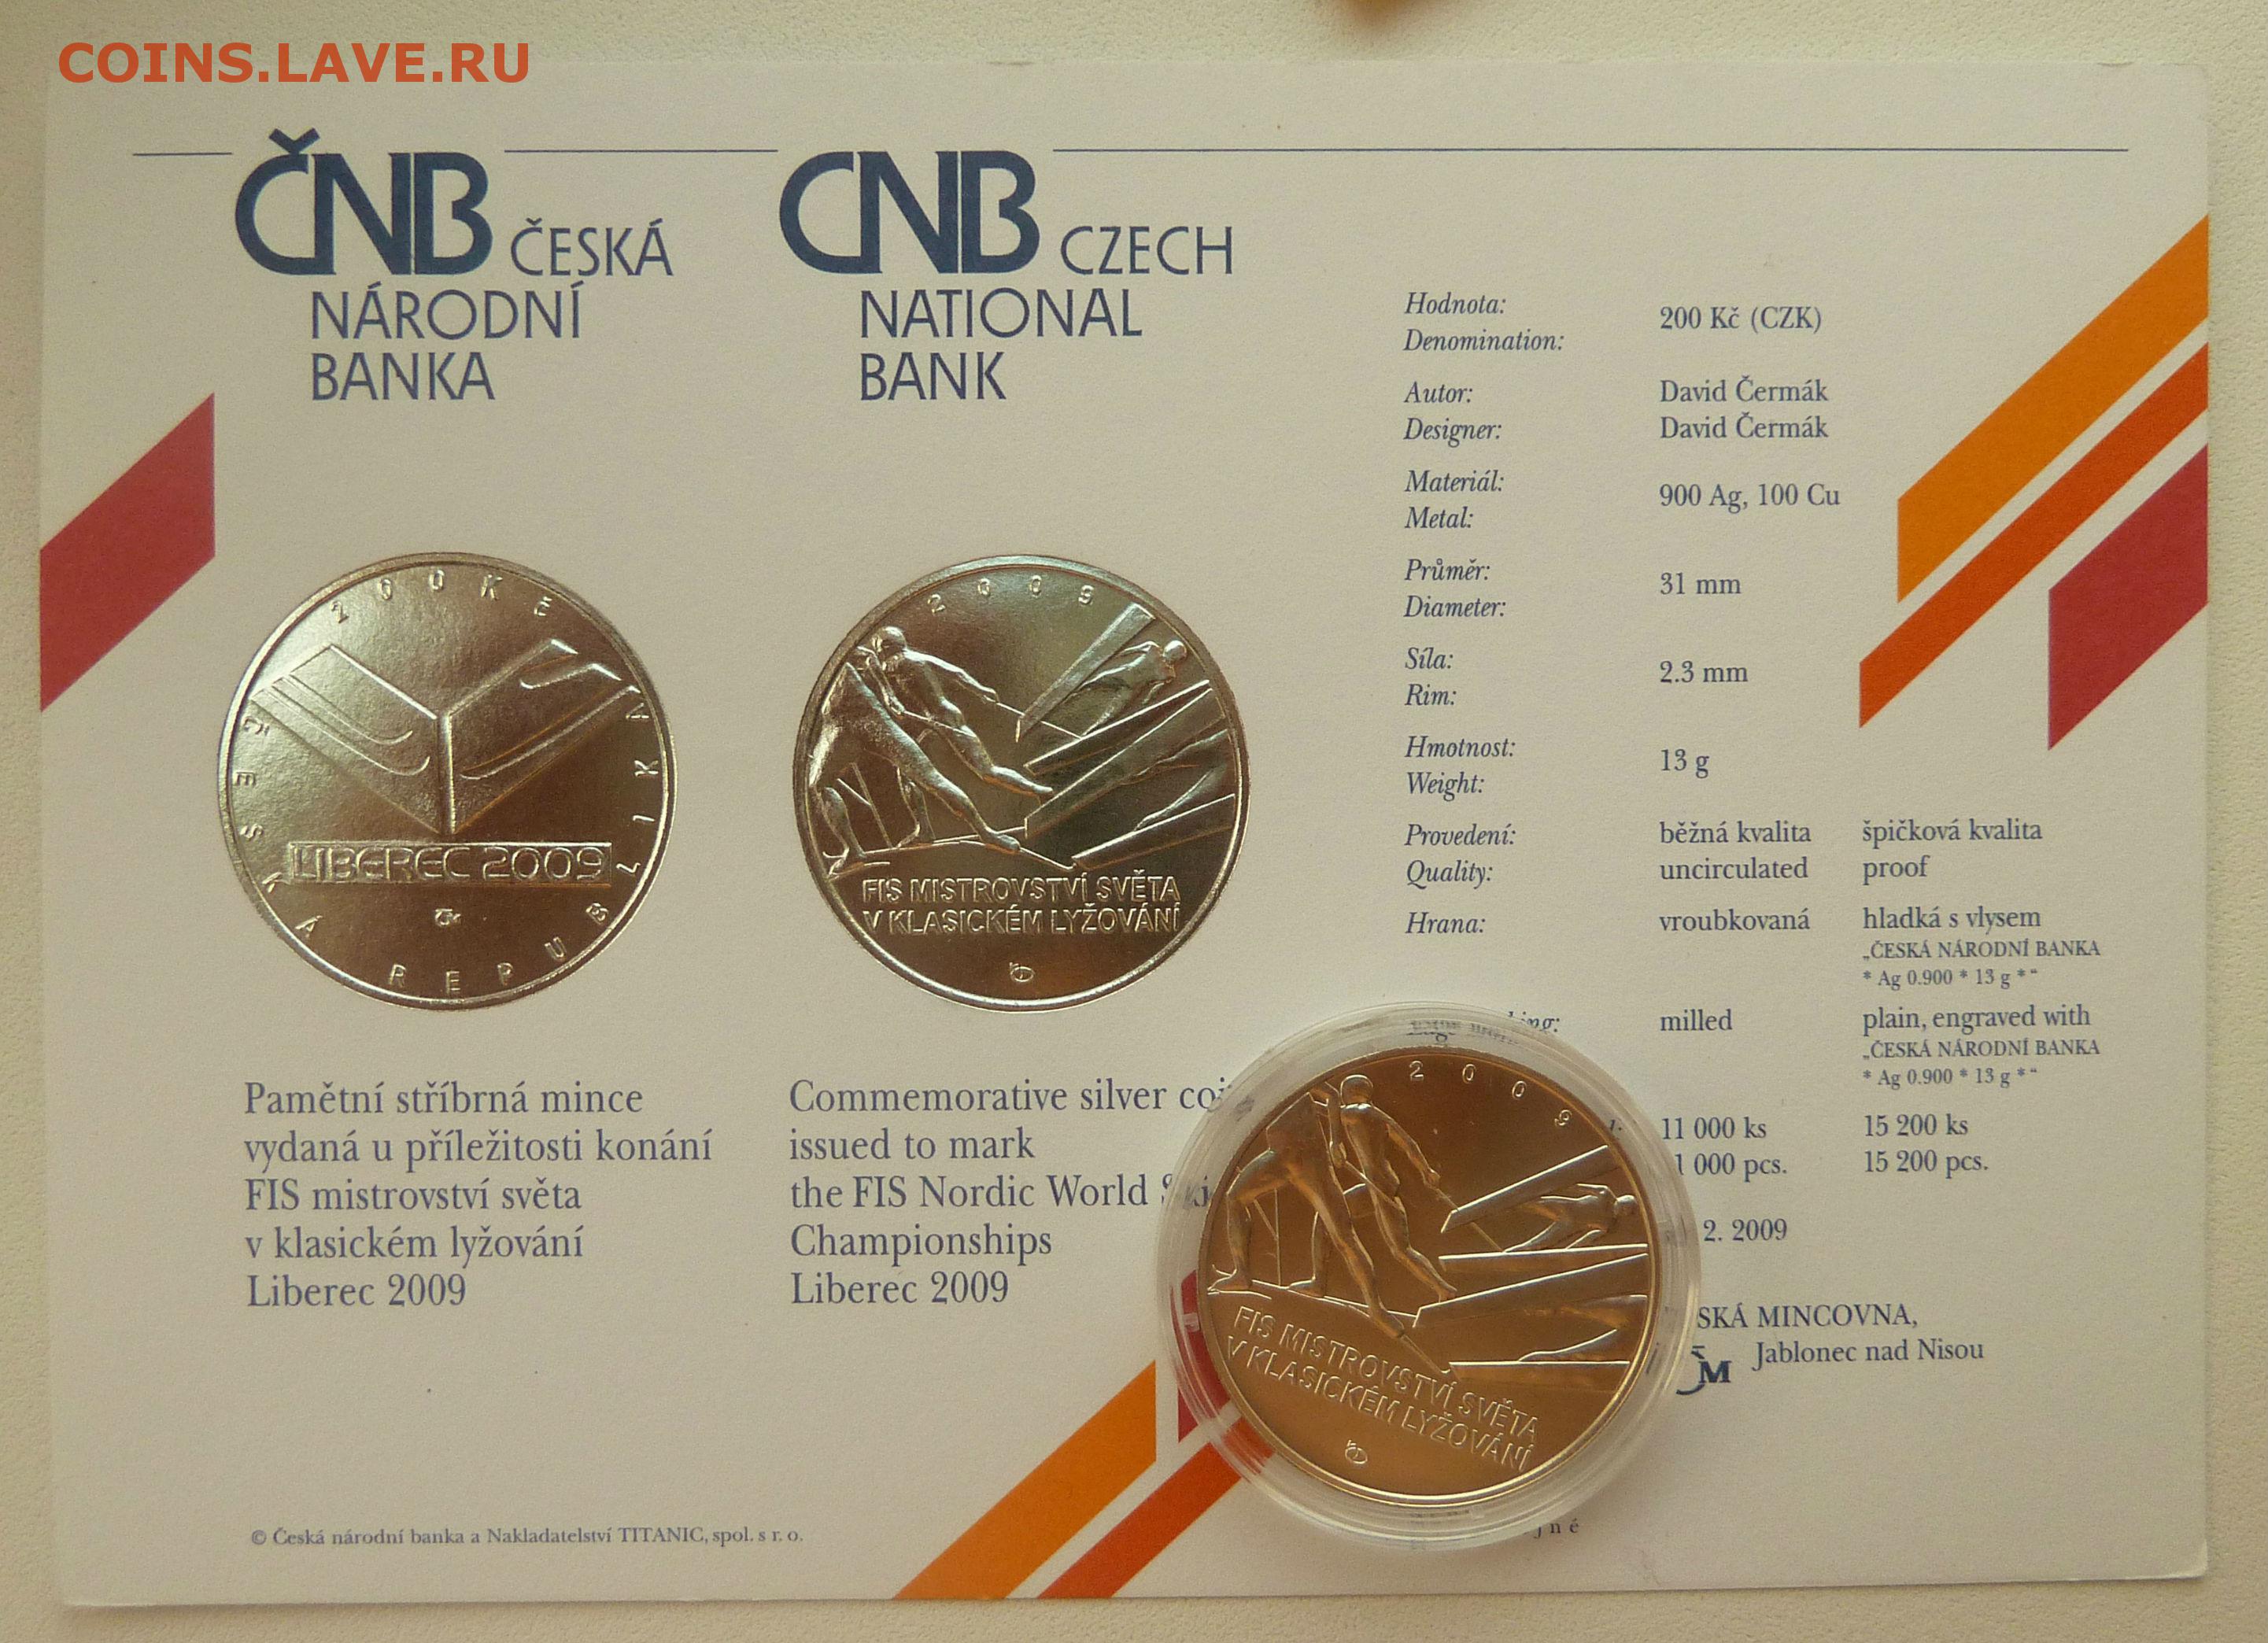 COINS.LAVE.RU
ČNB ČESKÁ
NÁRODNÍ
BANKA
CNB CZECH
NATIONAL
BANK
200 KČ
ČESKÁ REPUBLIKA
LIBEREC 2009
2009
FIS MISTROVSTVÍ SVĚTA
V KLASICKÉM LYŽOVÁNÍ
Pamětní stříbrná mince
vydaná u příležitosti konání
FIS mistrovství světa
v klasickém lyžování
Liberec 2009
Commemorative silver coi
issued to mark
the FIS Nordic World Ski
Championships
Liberec 2009
© Česká národní banka a Nakladatelství TITANIC, spol. s r. o.
Hodnota:
Denomination: 200 Kč (CZK)
Autor: David Čermák
Designer: David Čermák
Materiál:
Metal: 900 Ag, 100 Cu
Průměr:
Diameter: 31 mm
Síla:
Rim: 2.3 mm
Hmotnost:
Weight: 13 g
Provedení: běžná kvalita špičková kvalita
Quality: uncirculated proof
Hrana: vroubkovaná hladká s vlysem
„ČESKÁ NÁRODNÍ BANKA
* Ag 0.900 * 13 g *“
milled plain, engraved with
„ČESKÁ NÁRODNÍ BANKA
* Ag 0.900 * 13 g *“
11 000 ks 15 200 ks
1 000 pcs. 15 200 pcs.
2. 2009
SKÁ MINCOVNA,
M Jablonec nad Nisou
2009
FIS MISTROVSTVÍ SVĚTA
V KLASICKÉM LYŽOVÁNÍ